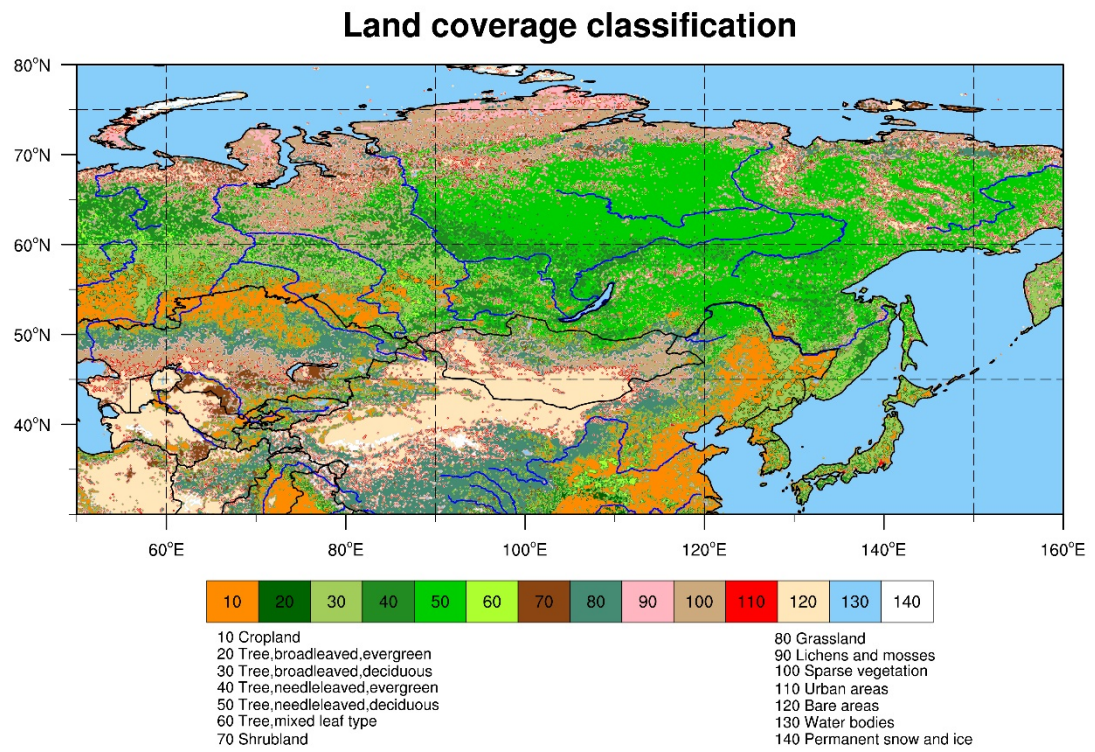 Land coverage classification
80°N
70°N
60°N
50°N
40°N
60°E 80°E 100°E 120°E 140°E 160°E
10 20 30 40 50 60 70 80 90 100 110 120 130 140
10 Cropland
20 Tree,broadleaved,evergreen
30 Tree,broadleaved,deciduous
40 Tree,needleleaved,evergreen
50 Tree,needleleaved,deciduous
60 Tree,mixed leaf type
70 Shrubland
80 Grassland
90 Lichens and mosses
100 Sparse vegetation
110 Urban areas
120 Bare areas
130 Water bodies
140 Permanent snow and ice